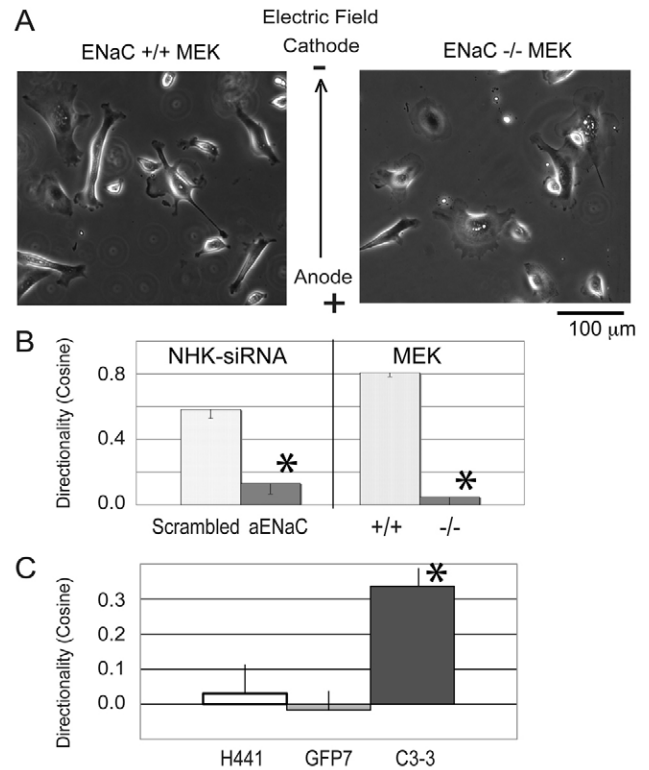 A
Electric Field
Cathode
-
ENaC +/+ MEK
ENaC -/- MEK
Anode
+
100 µm
B
NHK-siRNA
MEK
Directionality (Cosine)
0.8
0.4
0.0
*
*
Scrambled aENaC
+/+
-/-
C
Directionality (Cosine)
0.3
0.2
0.1
0.0
*
H441
GFP7
C3-3